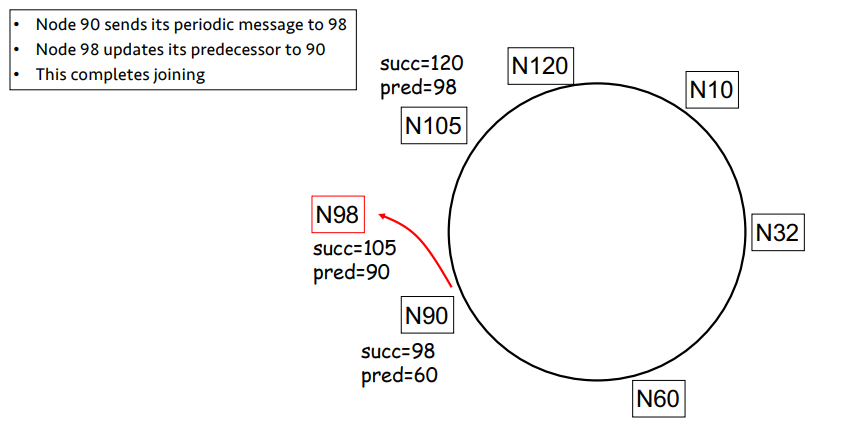 • Node 90 sends its periodic message to 98
• Node 98 updates its predecessor to 90
• This completes joining
succ=120
pred=98
N120
N10
N105
N98
succ=105
pred=90
N32
N90
succ=98
pred=60
N60